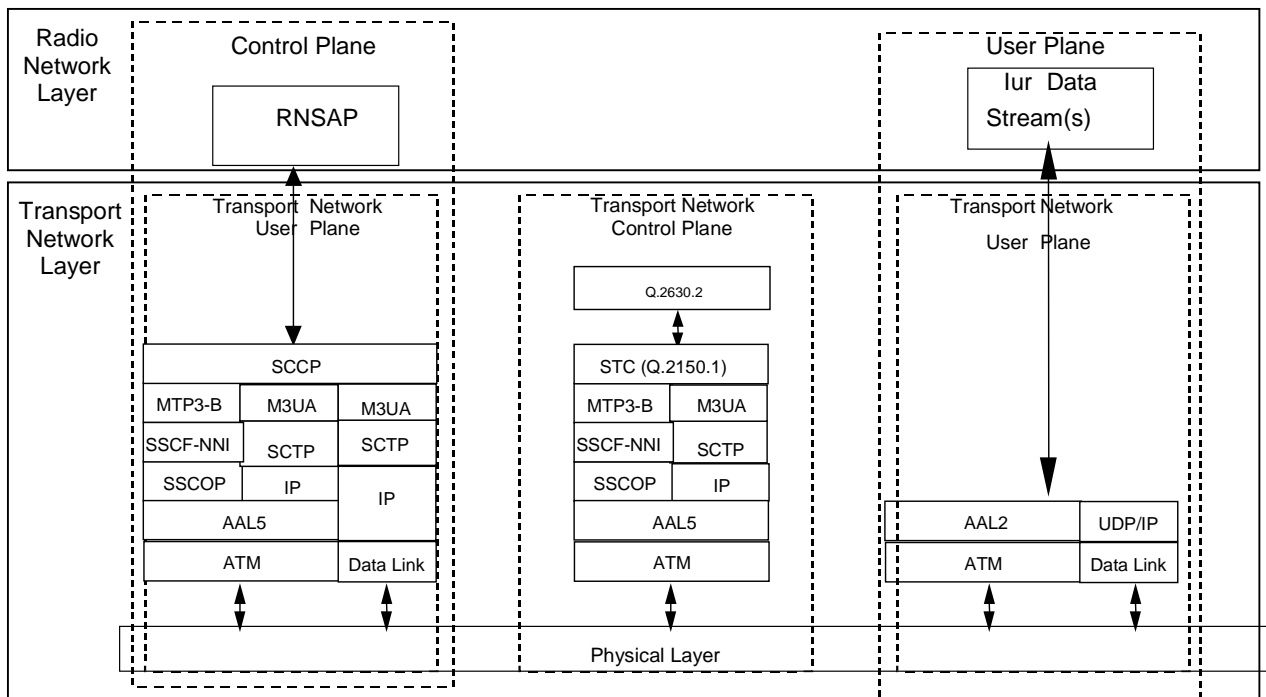 Radio
Network
Layer
Control Plane
RNSAP
User Plane
Iur Data
Stream(s)
Transport
Network
Layer
Transport Network
User Plane
SCCP
MTP3-B
M3UA
M3UA
SSCF-NNI
SCTP
SCTP
SSCOP
IP
IP
AAL5
ATM
Data Link
Transport Network
Control Plane
Q.2630.2
STC (Q.2150.1)
MTP3-B
M3UA
SSCF-NNI
SCTP
SSCOP
IP
AAL5
ATM
Transport Network
User Plane
AAL2
UDP/IP
ATM
Data Link
Physical Layer